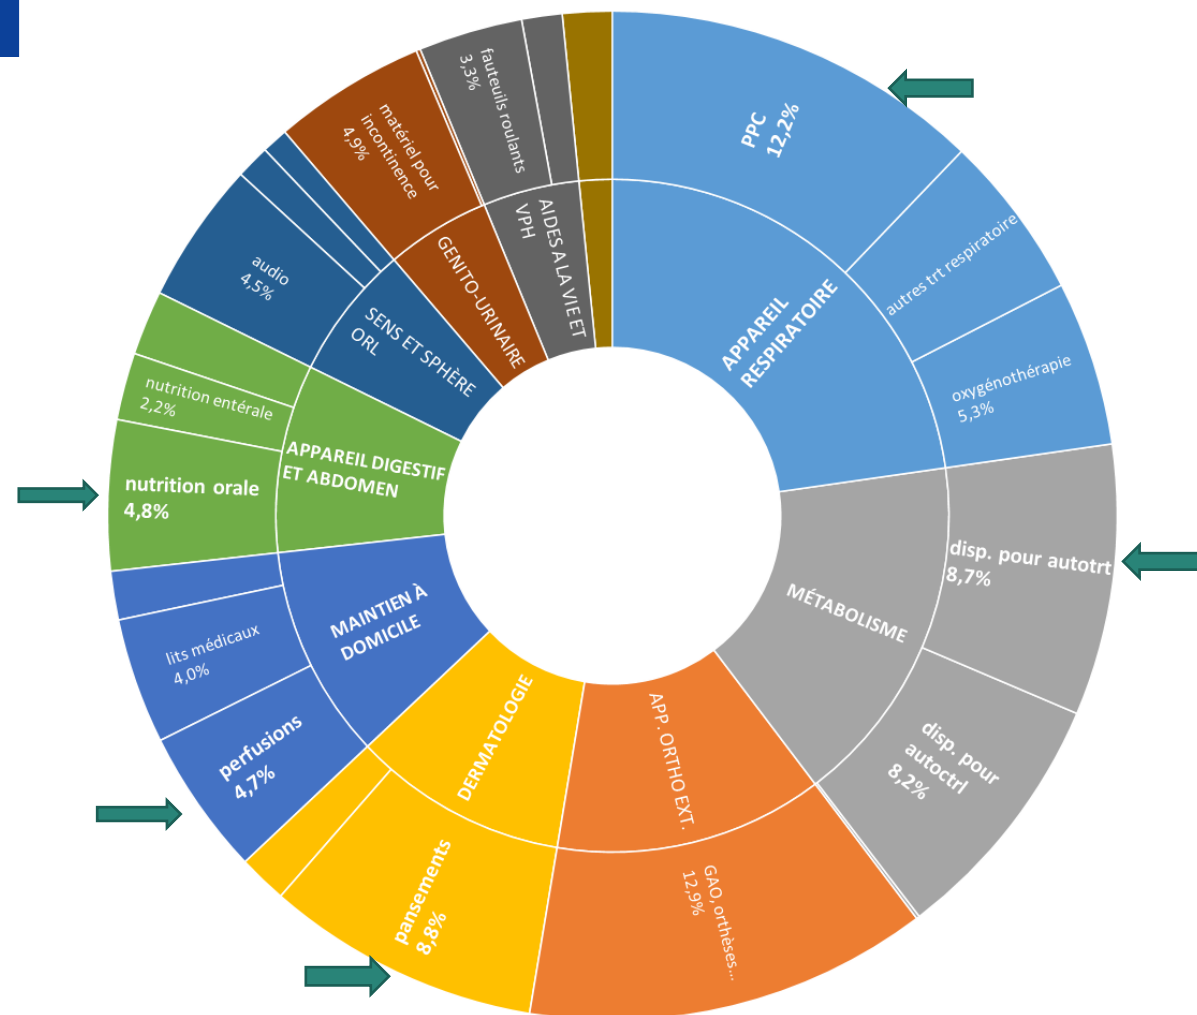 PPC
12,2%
autres trt respiratoire
oxygénothérapie
5,3%
APPAREIL
RESPIRATOIRE
disp. pour autotrt
8,7%
disp. pour
autoctrl
8,2%
MÉTABOLISME
GAO, orthèses...
12,9%
APP. ORTHO EXT.
pansements
8,8%
DERMATOLOGIE
perfusions
4,7%
lits médicaux
4,0%
MAINTIEN À
DOMICILE
nutrition orale
4,8%
nutrition entérale
2,2%
APPAREIL DIGESTIF
ET ABDOMEN
audio
4,5%
SENS ET SPHÈRE
ORL
matériel pour
incontinence
4,9%
GENITO-URINAIRE
fauteuils roulants
3,3%
AIDES A LA VIE ET
VPH